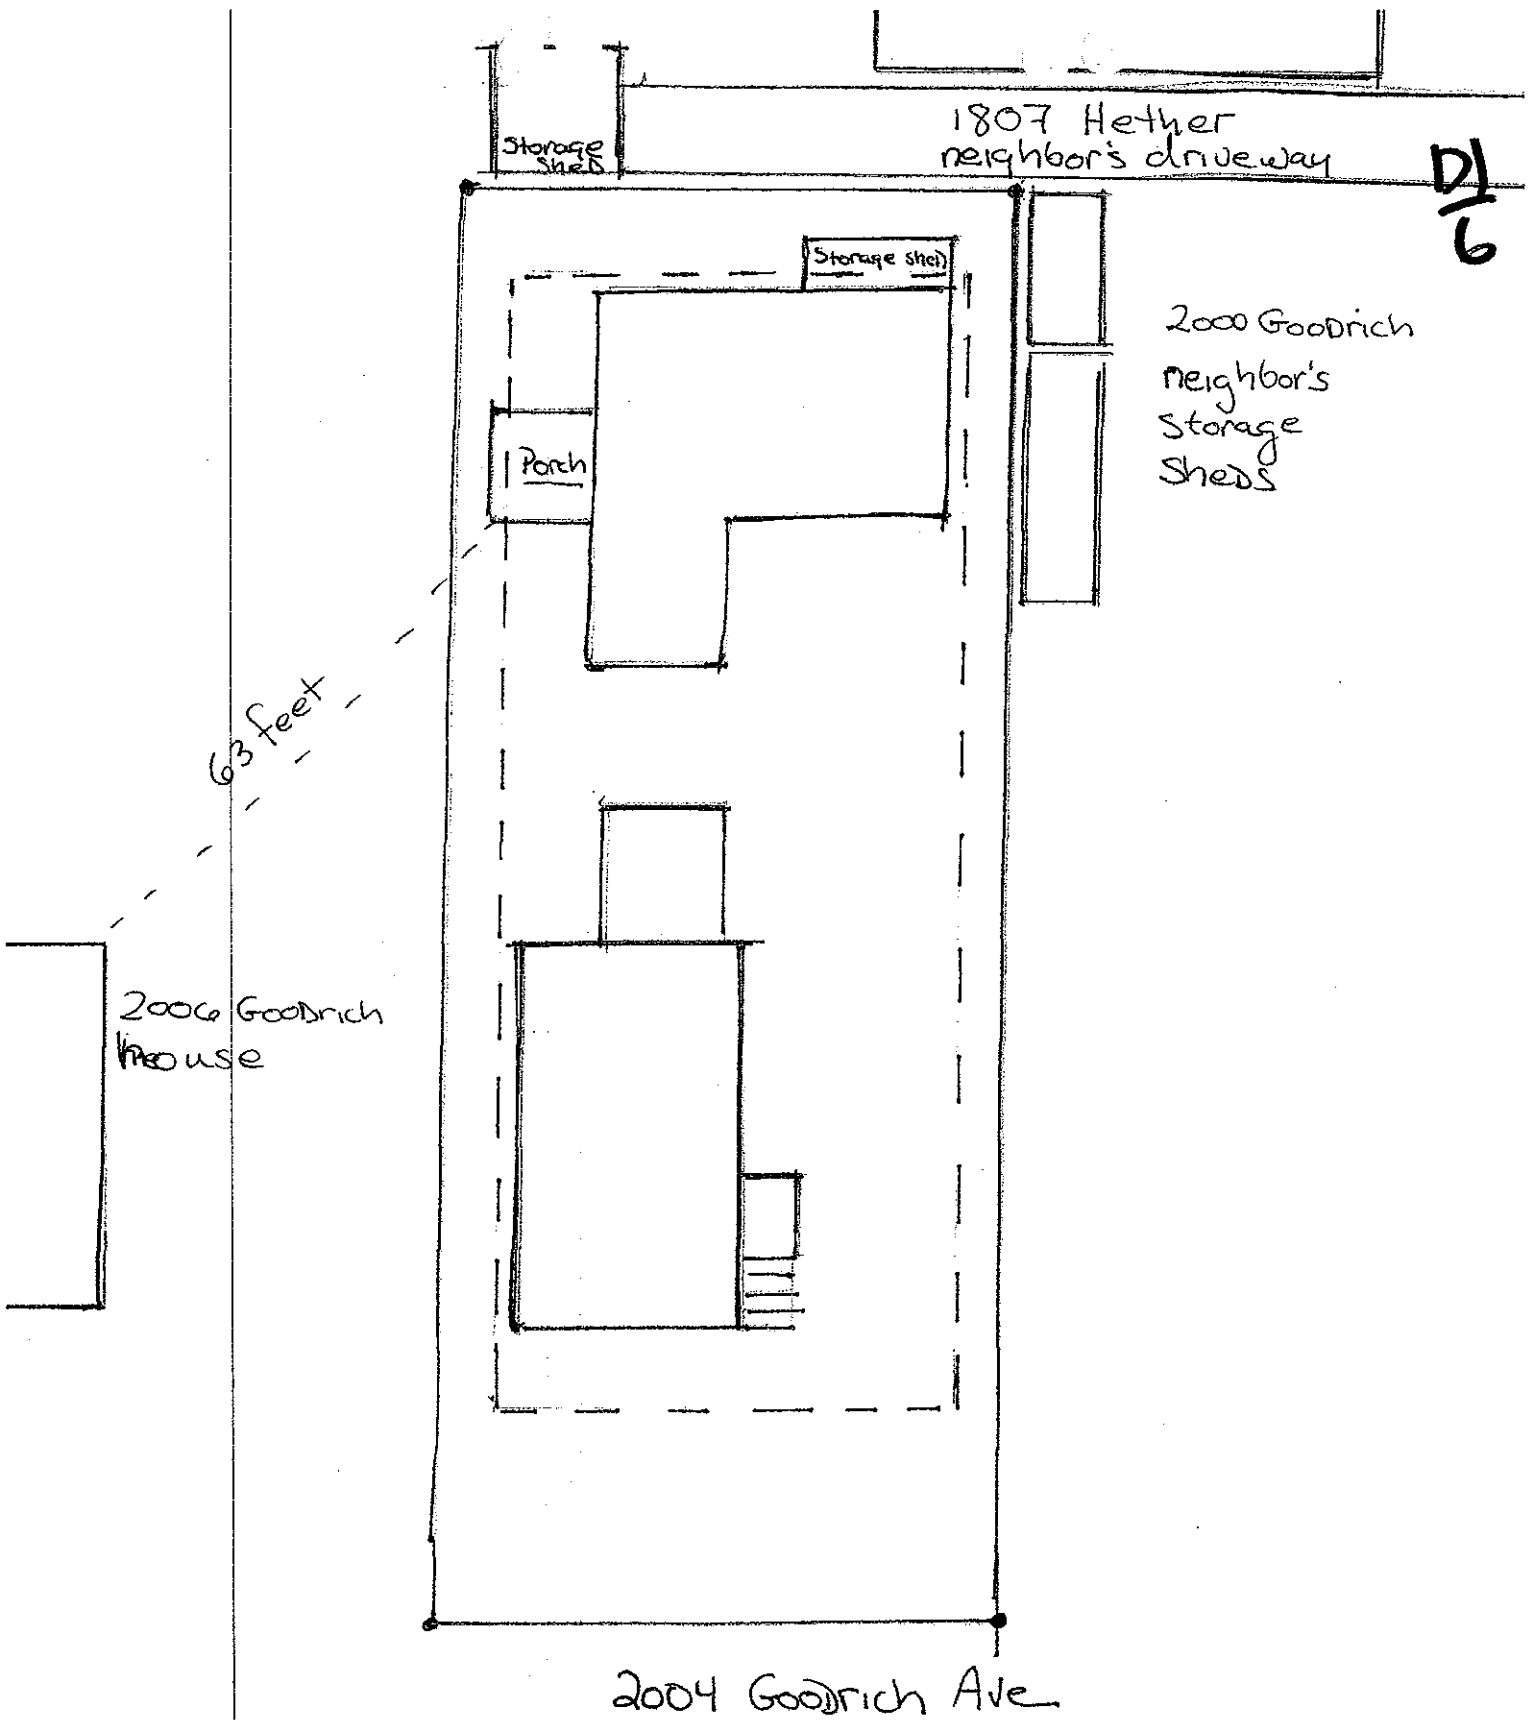 1807 Hether
neighbor's driveway
D1/6
Storage
Shed
Storage shed
2000 Goodrich
neighbor's
Storage
Sheds
Porch
63 feet
2006 Goodrich
house
2004 Goodrich Ave